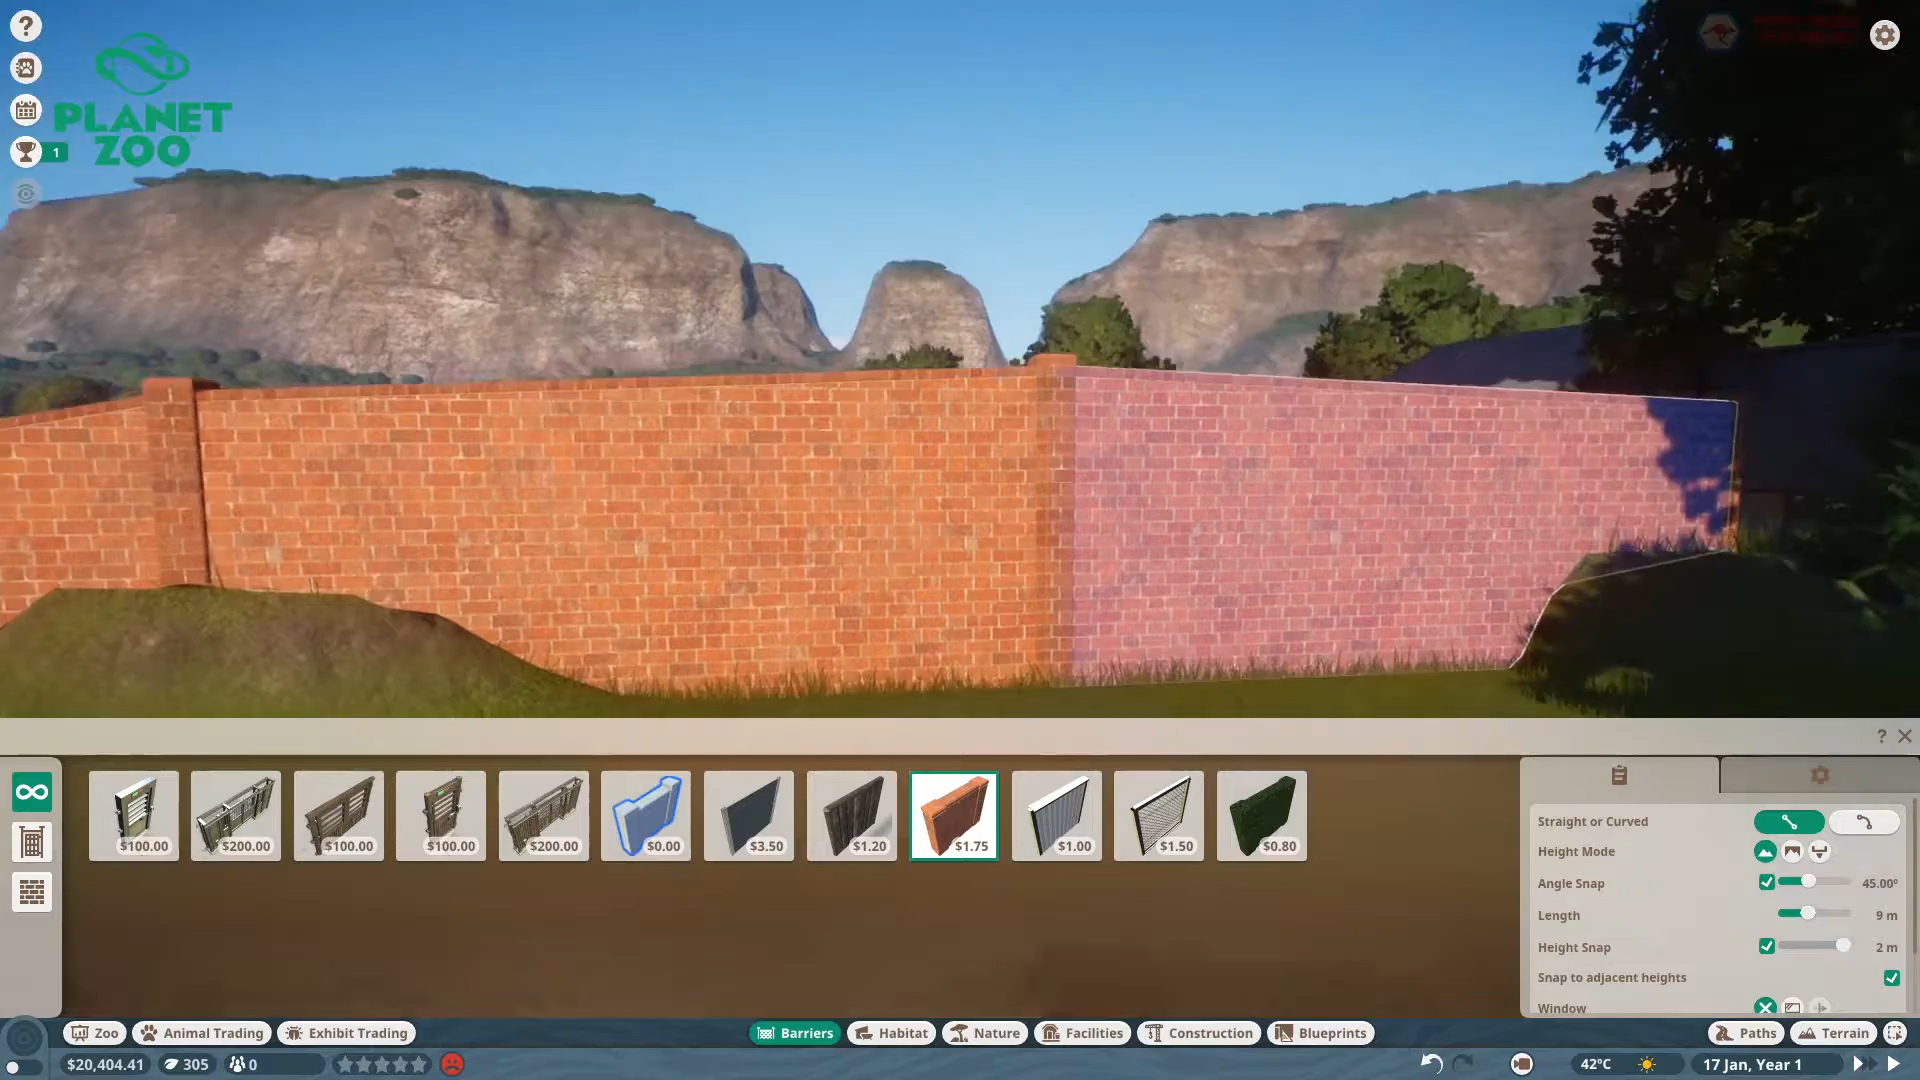 ?
PLANET
ZOO
1
?
$100.00
$200.00
$100.00
$100.00
$200.00
$0.00
$3.50
$1.20
$1.75
$1.00
$1.50
$0.80
Straight or Curved
Height Mode
Angle Snap
45.00°
Length
9 m
Height Snap
2 m
Snap to adjacent heights
Window
Zoo
Animal Trading
Exhibit Trading
Barriers
Habitat
Nature
Facilities
Construction
Blueprints
Paths
Terrain
$20,404.41
305
0
42°C
17 Jan, Year 1